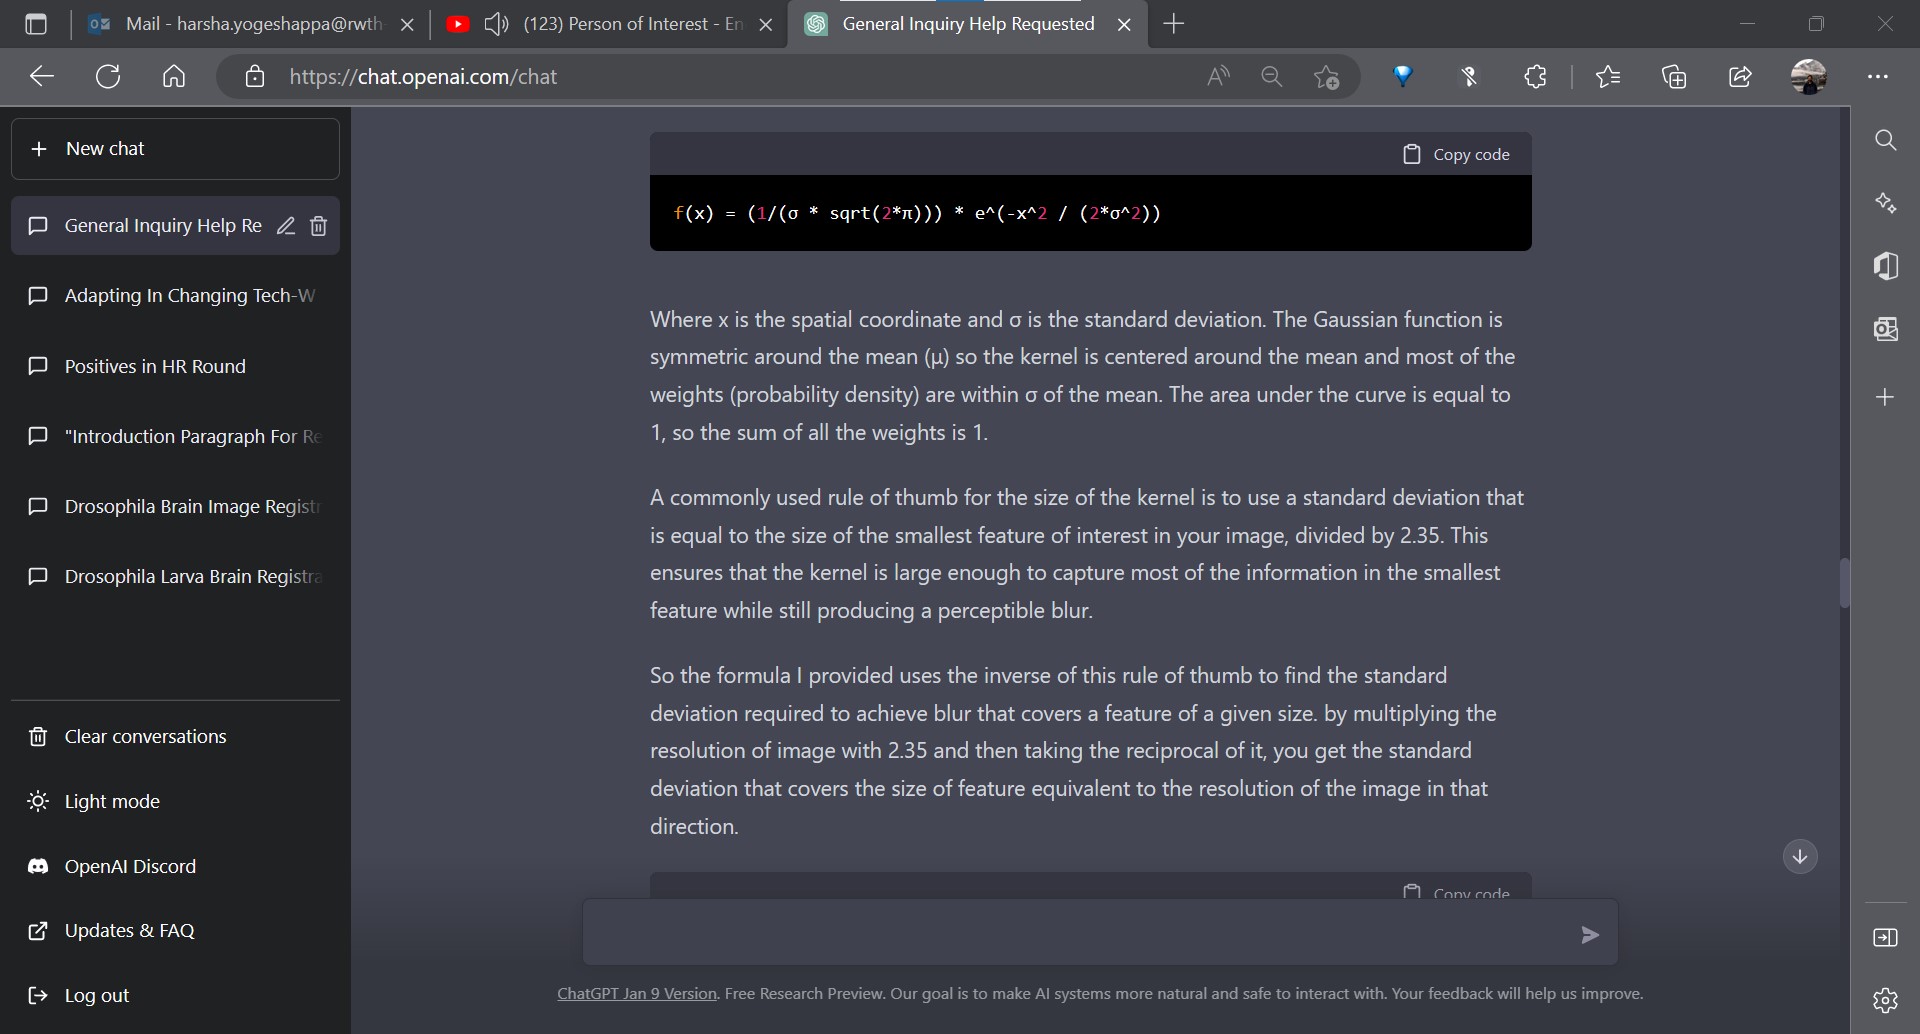 Mail - harsha.yogeshappa@rwth-
(123) Person of Interest - En
General Inquiry Help Requested
https://chat.openai.com/chat
New chat
General Inquiry Help Re
Adapting In Changing Tech-W
Positives in HR Round
"Introduction Paragraph For Re
Drosophila Brain Image Registr
Drosophila Larva Brain Registra
Clear conversations
Light mode
OpenAI Discord
Updates & FAQ
Log out
Copy code
f(x) = (1/(σ * sqrt(2*π))) * e^(-x^2 / (2*σ^2))
Where x is the spatial coordinate and σ is the standard deviation. The Gaussian function is
symmetric around the mean (μ) so the kernel is centered around the mean and most of the
weights (probability density) are within σ of the mean. The area under the curve is equal to
1, so the sum of all the weights is 1.
A commonly used rule of thumb for the size of the kernel is to use a standard deviation that
is equal to the size of the smallest feature of interest in your image, divided by 2.35. This
ensures that the kernel is large enough to capture most of the information in the smallest
feature while still producing a perceptible blur.
So the formula I provided uses the inverse of this rule of thumb to find the standard
deviation required to achieve blur that covers a feature of a given size. by multiplying the
resolution of image with 2.35 and then taking the reciprocal of it, you get the standard
deviation that covers the size of feature equivalent to the resolution of the image in that
direction.
Copy code
ChatGPT Jan 9 Version. Free Research Preview. Our goal is to make AI systems more natural and safe to interact with. Your feedback will help us improve.